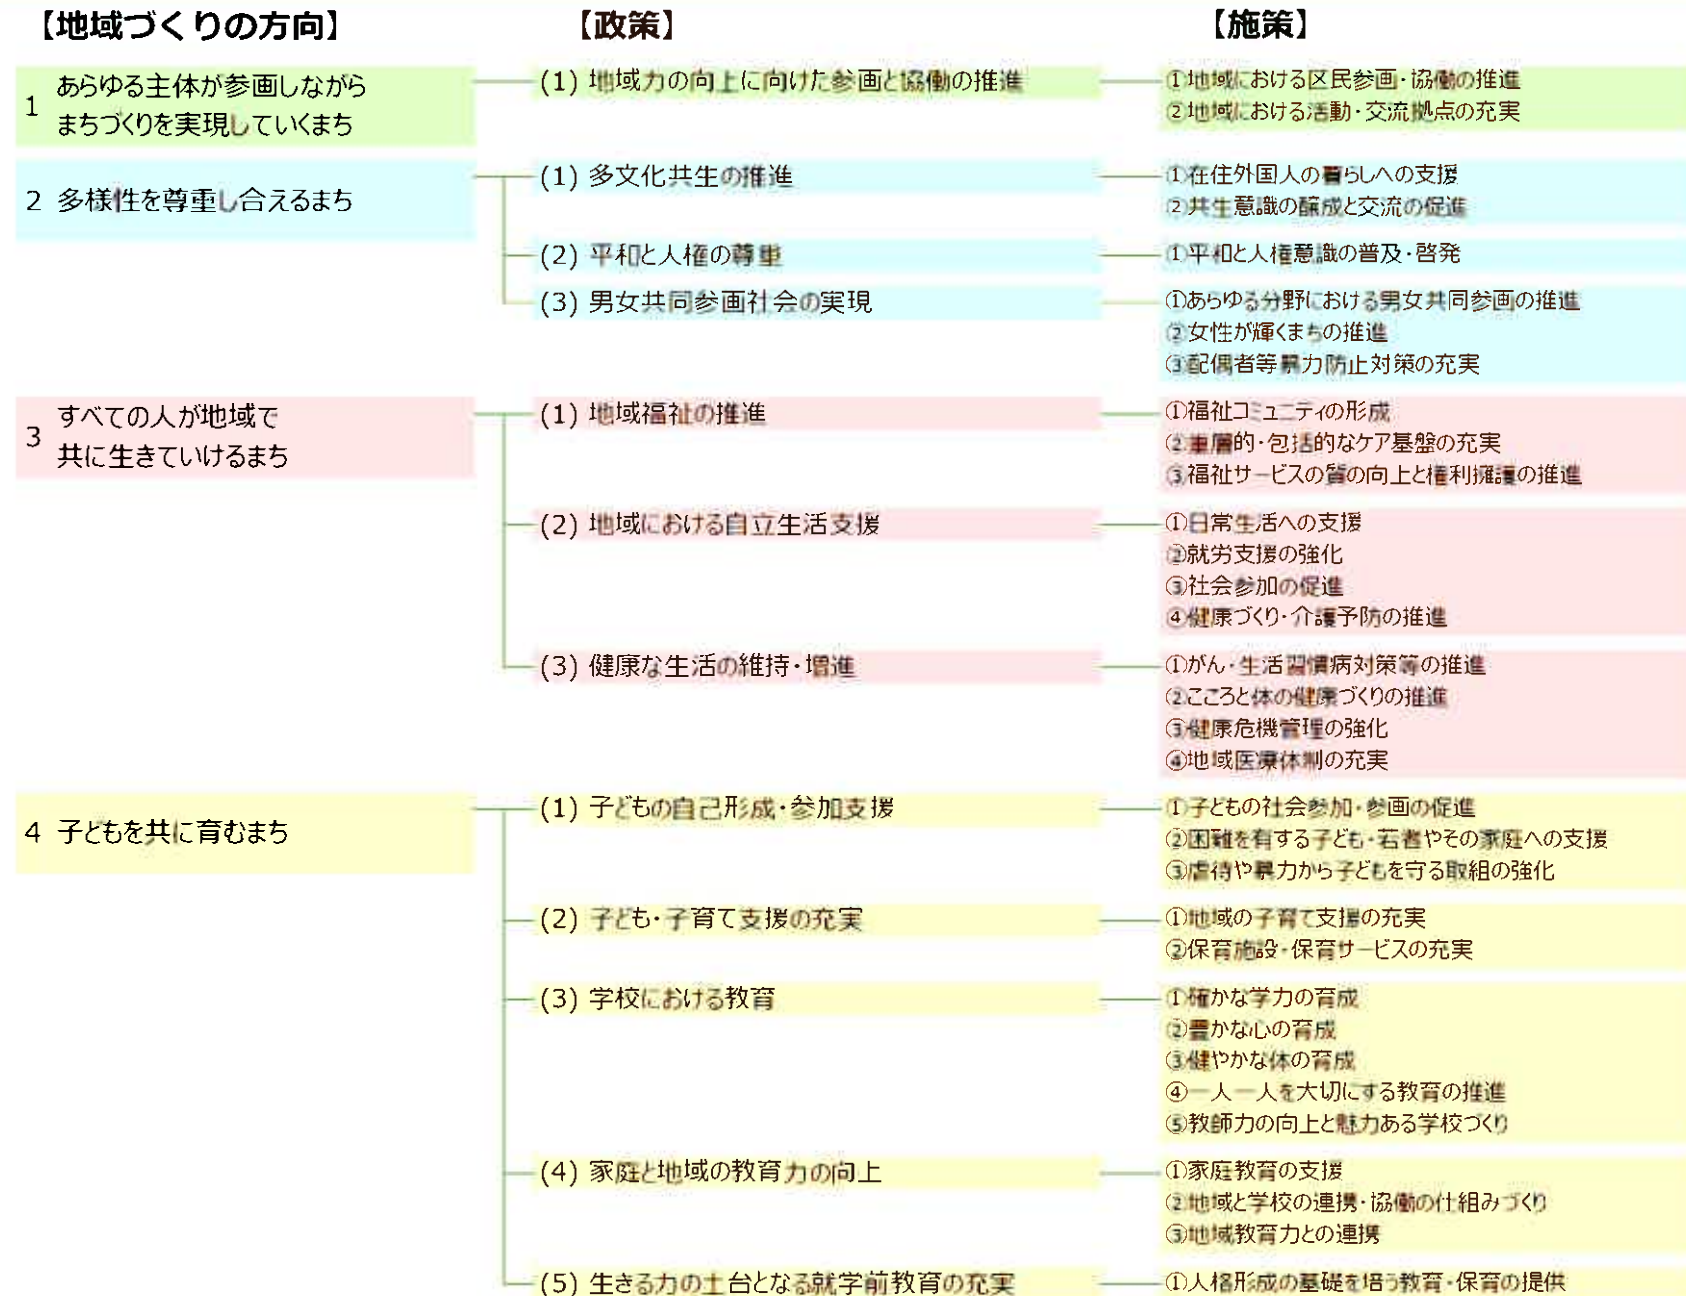 【地域づくりの方向】 【政策】 【施策】
1 あらゆる主体が参画しながら
まちづくりを実現していくまち
(1) 地域力の向上に向けた参画と協働の推進
①地域における区民参画・協働の推進
②地域における活動・交流拠点の充実
2 多様性を尊重し合えるまち
(1) 多文化共生の推進
①在住外国人の暮らしへの支援
②共生意識の醸成と交流の促進
(2) 平和と人権の尊重
①平和と人権意識の普及・啓発
(3) 男女共同参画社会の実現
①あらゆる分野における男女共同参画の推進
②女性が輝くまちの推進
③配偶者等暴力防止対策の充実
3 すべての人が地域で
共に生きていけるまち
(1) 地域福祉の推進
①福祉コミュニティの形成
②重層的・包括的なケア基盤の充実
③福祉サービスの質の向上と権利擁護の推進
(2) 地域における自立生活支援
①日常生活への支援
②就労支援の強化
③社会参加の促進
④健康づくり・介護予防の推進
(3) 健康な生活の維持・増進
①がん・生活習慣病対策等の推進
②こころと体の健康づくりの推進
③健康危機管理の強化
④地域医療体制の充実
4 子どもを共に育むまち
(1) 子どもの自己形成・参加支援
①子どもの社会参加・参画の促進
②困難を有する子ども・若者やその家庭への支援
③虐待や暴力から子どもを守る取組の強化
(2) 子ども・子育て支援の充実
①地域の子育て支援の充実
②保育施設・保育サービスの充実
(3) 学校における教育
①確かな学力の育成
②豊かな心の育成
③健やかな体の育成
④一人一人を大切にする教育の推進
⑤教師力の向上と魅力ある学校づくり
(4) 家庭と地域の教育力の向上
①家庭教育の支援
②地域と学校の連携・協働の仕組みづくり
③地域教育力との連携
(5) 生きる力の土台となる就学前教育の充実
①人格形成の基礎を培う教育・保育の提供